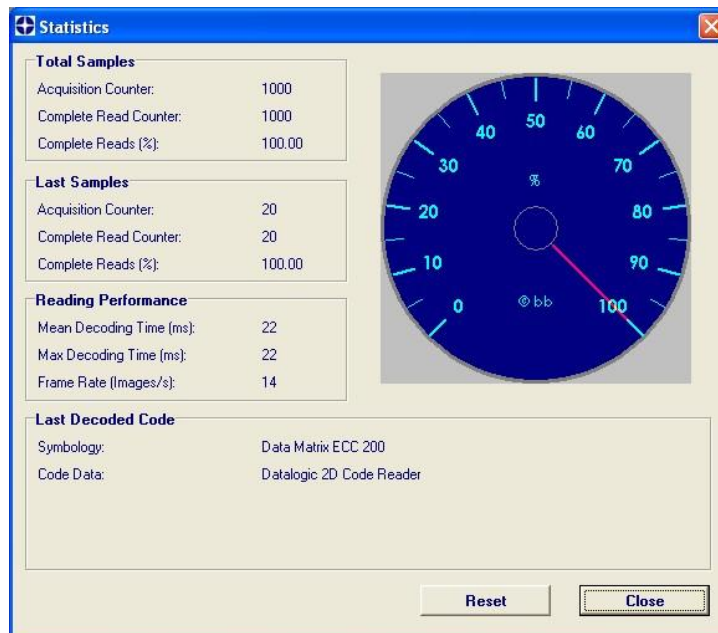 Statistics
Total Samples
Acquisition Counter: 1000
Complete Read Counter: 1000
Complete Reads (%): 100.00
Last Samples
Acquisition Counter: 20
Complete Read Counter: 20
Complete Reads (%): 100.00
Reading Performance
Mean Decoding Time (ms): 22
Max Decoding Time (ms): 22
Frame Rate (Images/s): 14
0
10
20
30
40
50
60
70
80
90
100
%
© bb
Last Decoded Code
Symbology: Data Matrix ECC 200
Code Data: Datalogic 2D Code Reader
Reset Close